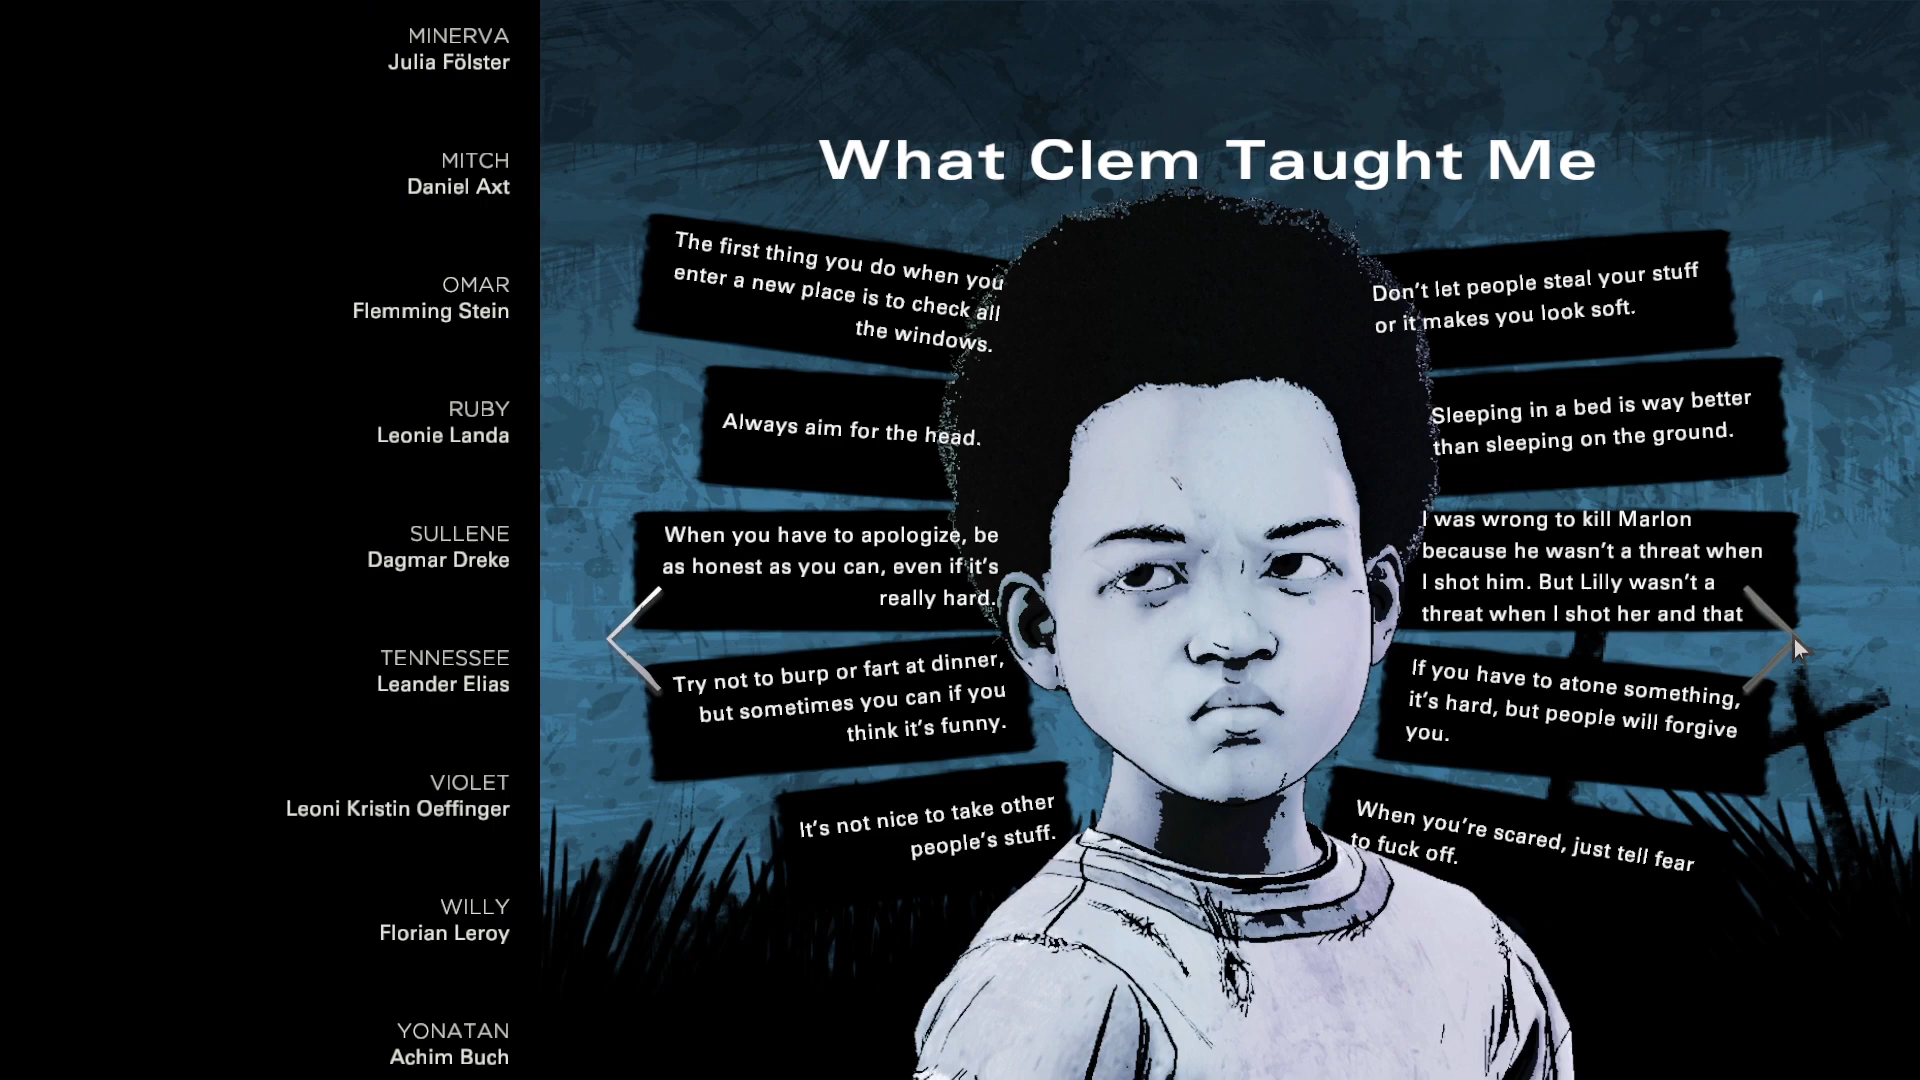 MINERVA
Julia Fölster
MITCH
Daniel Axt
OMAR
Flemming Stein
RUBY
Leonie Landa
SULLENE
Dagmar Dreke
TENNESSEE
Leander Elias
VIOLET
Leoni Kristin Oeffinger
WILLY
Florian Leroy
YONATAN
Achim Buch
What Clem Taught Me
The first thing you do when you
enter a new place is to check all
the windows.
Always aim for the head.
When you have to apologize, be
as honest as you can, even if it's
really hard.
Try not to burp or fart at dinner,
but sometimes you can if you
think it's funny.
It's not nice to take other
people's stuff.
Don't let people steal your stuff
or it makes you look soft.
Sleeping in a bed is way better
than sleeping on the ground.
I was wrong to kill Marlon
because he wasn't a threat when
I shot him. But Lilly wasn't a
threat when I shot her and that
If you have to atone something,
it's hard, but people will forgive
you.
When you're scared, just tell fear
to fuck off.